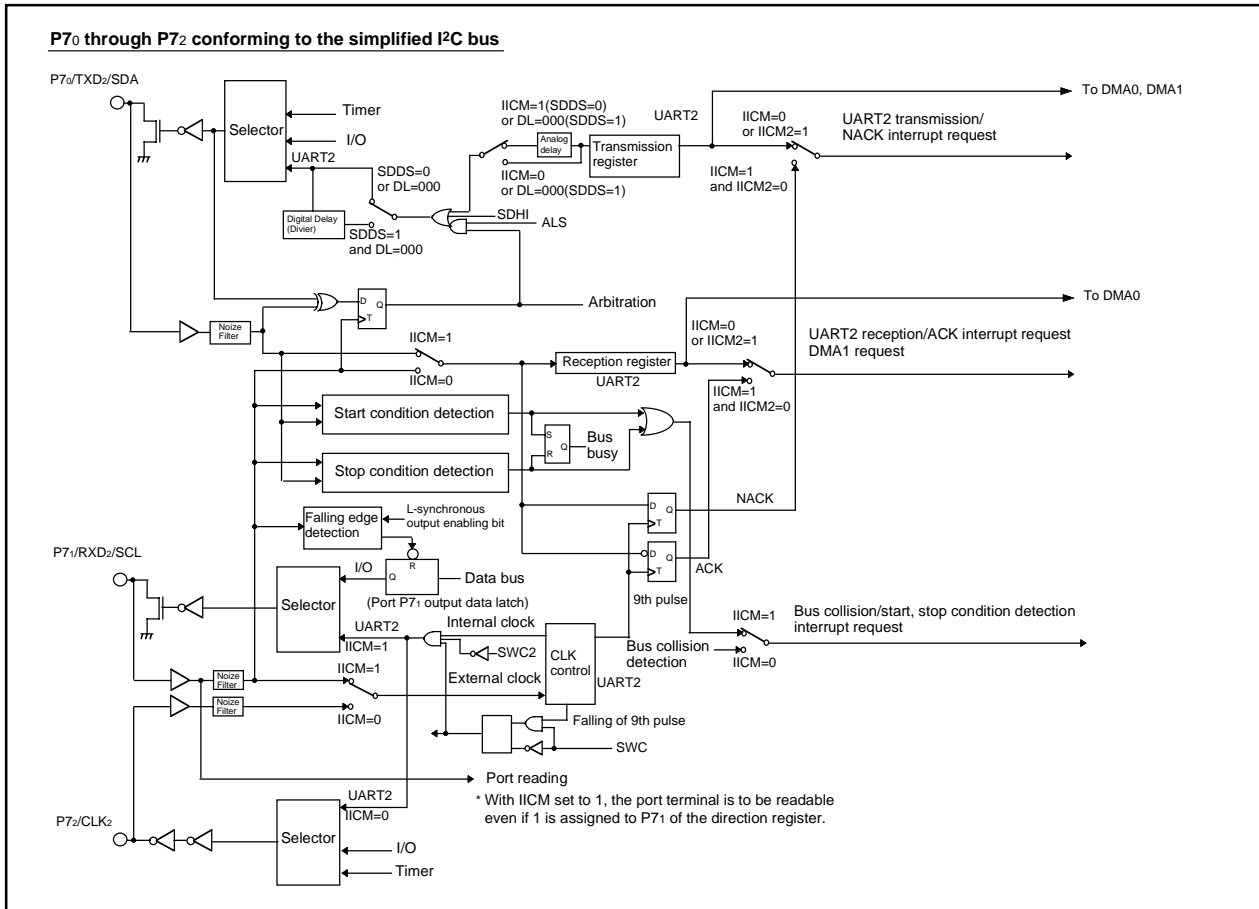 P70 through P72 conforming to the simplified I2C bus
P70/TXD2/SDA
Selector
Timer
I/O
UART2
SDDS=0
or DL=000
Digital Delay
(Divier)
SDDS=1
and DL=000
IICM=1(SDDS=0)
or DL=000(SDDS=1)
Analog
delay
IICM=0
or DL=000(SDDS=1)
UART2
Transmission
register
SDHI
ALS
To DMA0, DMA1
IICM=0
or IICM2=1
IICM=1
and IICM2=0
UART2 transmission/
NACK interrupt request
D
T
Q
Arbitration
Noize
Filter
To DMA0
IICM=1
IICM=0
Reception register
UART2
IICM=0
or IICM2=1
IICM=1
and IICM2=0
UART2 reception/ACK interrupt request
DMA1 request
Start condition detection
Stop condition detection
S
R
Q
Bus
busy
D
T
Q
NACK
D
T
Q
ACK
9th pulse
Falling edge
detection
L-synchronous
output enabling bit
P71/RXD2/SCL
Selector
I/O
R
Q
Data bus
(Port P71 output data latch)
UART2
IICM=1
Internal clock
SWC2
CLK
control
UART2
Bus collision
detection
IICM=1
IICM=0
Bus collision/start, stop condition detection
interrupt request
Noize
Filter
Noize
Filter
IICM=1
IICM=0
External clock
Falling of 9th pulse
SWC
Port reading
* With IICM set to 1, the port terminal is to be readable
even if 1 is assigned to P71 of the direction register.
P72/CLK2
Selector
UART2
IICM=0
I/O
Timer